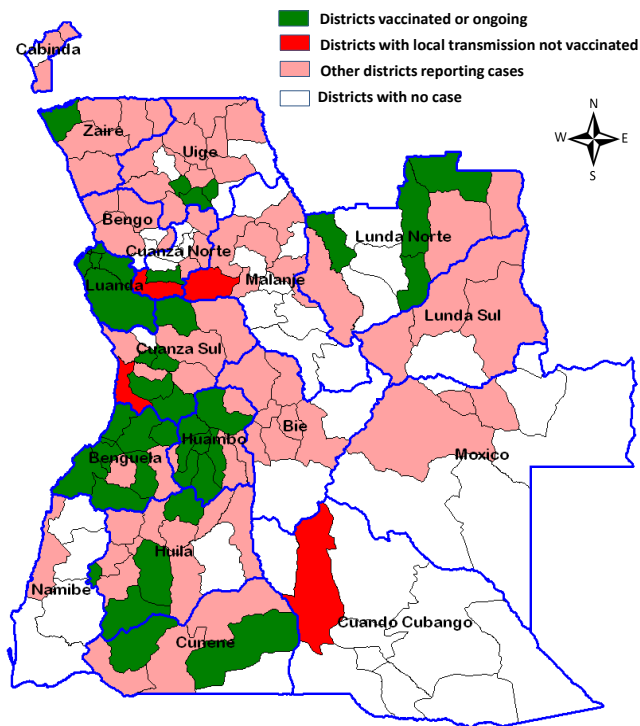 Districts vaccinated or ongoing
Districts with local transmission not vaccinated
Other districts reporting cases
Districts with no case
N
W E
S
Cabinda
Zaire
Uige
Bengo
Lunda Norte
Cuanza Norte
Luanda
Malanje
Lunda Sul
Cuanza Sul
Bie
Huambo
Benguela
Moxico
Huila
Namibe
Cuando Cubango
Cunene